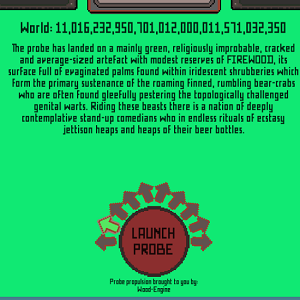 World: 11,016,232,950,701,012,000,011,571,032,350
The probe has landed on a mainly green, religiously improbable, cracked
and average-sized artefact with modest reserves of FIREWOOD, its
surface full of evaginated palms found within iridescent shrubberies which
form the primary sustenance of the roaming finned, rumbling bear-crabs
who are often found gleefully pestering the topologically challenged
genital warts. Riding these beasts there is a nation of deeply
contemplative stand-up comedians who in endless rituals of ecstasy
jettison heaps and heaps of their beer bottles.
LAUNCH
PROBE
Probe propulsion brought to you by:
Wood-Engine